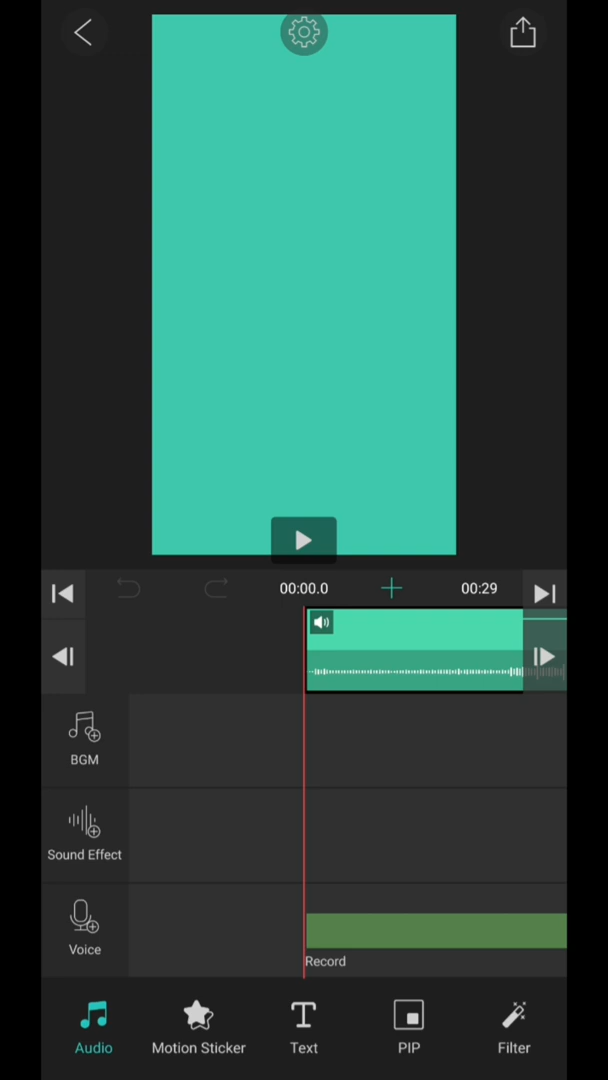 00:00.0
00:29
BGM
Sound Effect
Voice
Record
Audio
Motion Sticker
Text
PIP
Filter